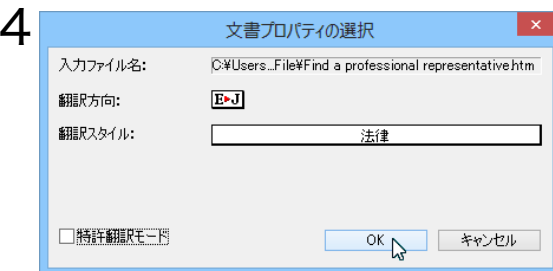 4
文書プロパティの選択
入力ファイル名: C:¥Users...File¥Find a professional representative.htm
翻訳方向: E▸J
翻訳スタイル: 法律
特許翻訳モード
OK キャンセル